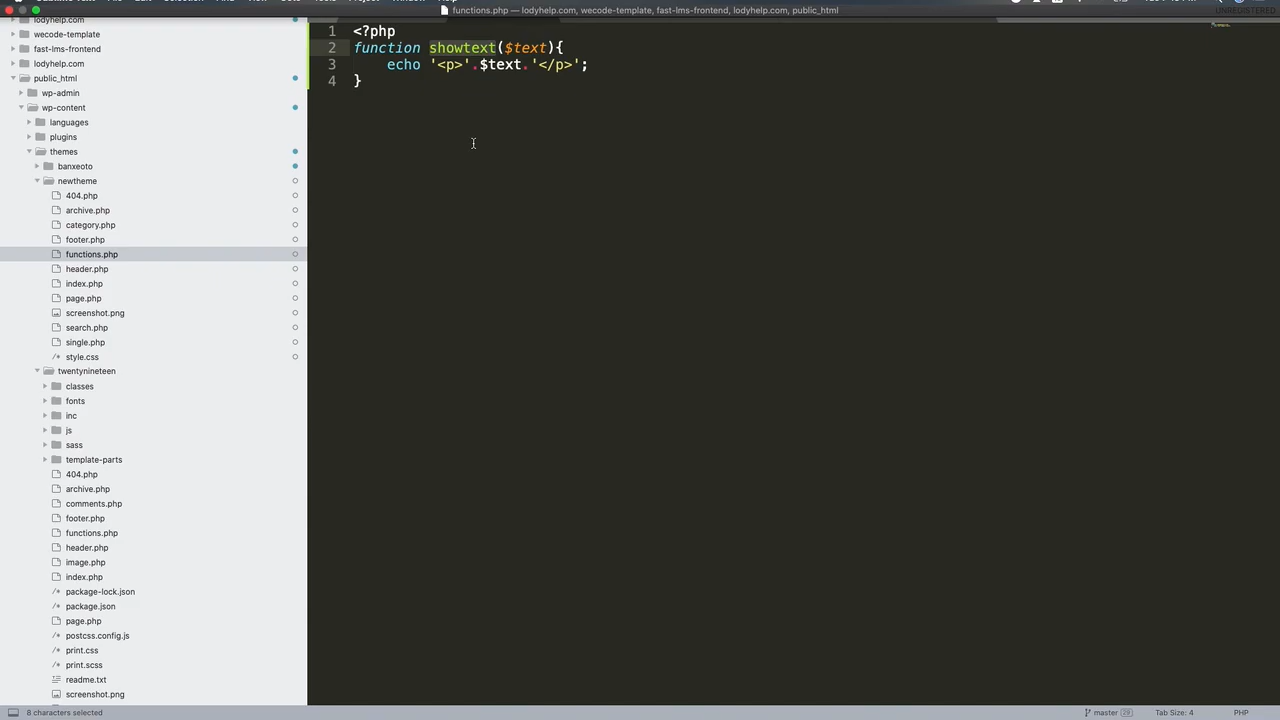 functions.php — lodyhelp.com, wecode-template, fast-lms-frontend, lodyhelp.com, public_html
UNREGISTERED
lodyhelp.com
wecode-template
fast-lms-frontend
lodyhelp.com
public_html
wp-admin
wp-content
languages
plugins
themes
banxeoto
newtheme
404.php
archive.php
category.php
footer.php
functions.php
header.php
index.php
page.php
screenshot.png
search.php
single.php
/* style.css
twentynineteen
classes
fonts
inc
js
sass
template-parts
404.php
archive.php
comments.php
footer.php
functions.php
header.php
image.php
index.php
/* package-lock.json
/* package.json
page.php
/* postcss.config.js
/* print.css
/* print.scss
readme.txt
screenshot.png
1 <?php
2 function showtext($text){
3 echo '<p>'.$text.'</p>';
4 }
8 characters selected
master 29
Tab Size: 4
PHP